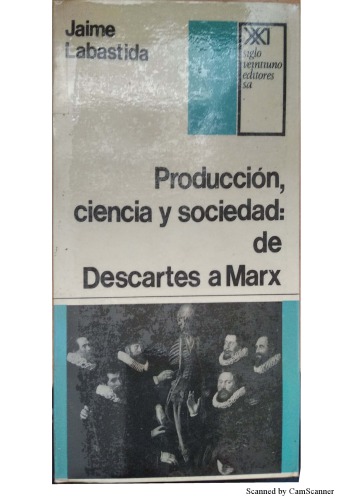 Jaime
Labastida
siglo
veintiuno
editores
sa
Producción,
ciencia y sociedad:
de
Descartes a Marx
Scanned by CamScanner